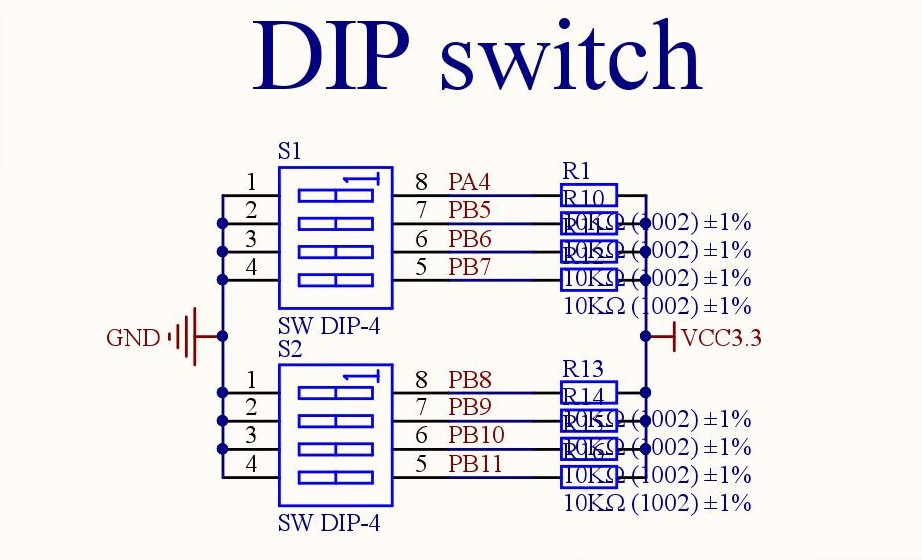 DIP switch
S1
R1
1 8 PA4
R10
2 7 PB5 10KΩ (1002) ±1%
R11
3 6 PB6 10KΩ (1002) ±1%
R12
4 5 PB7 10KΩ (1002) ±1%
10KΩ (1002) ±1%
SW DIP-4
GND VCC3.3
S2
R13
1 8 PB8
R14
2 7 PB9 10KΩ (1002) ±1%
R15
3 6 PB10 10KΩ (1002) ±1%
R16
4 5 PB11 10KΩ (1002) ±1%
10KΩ (1002) ±1%
SW DIP-4